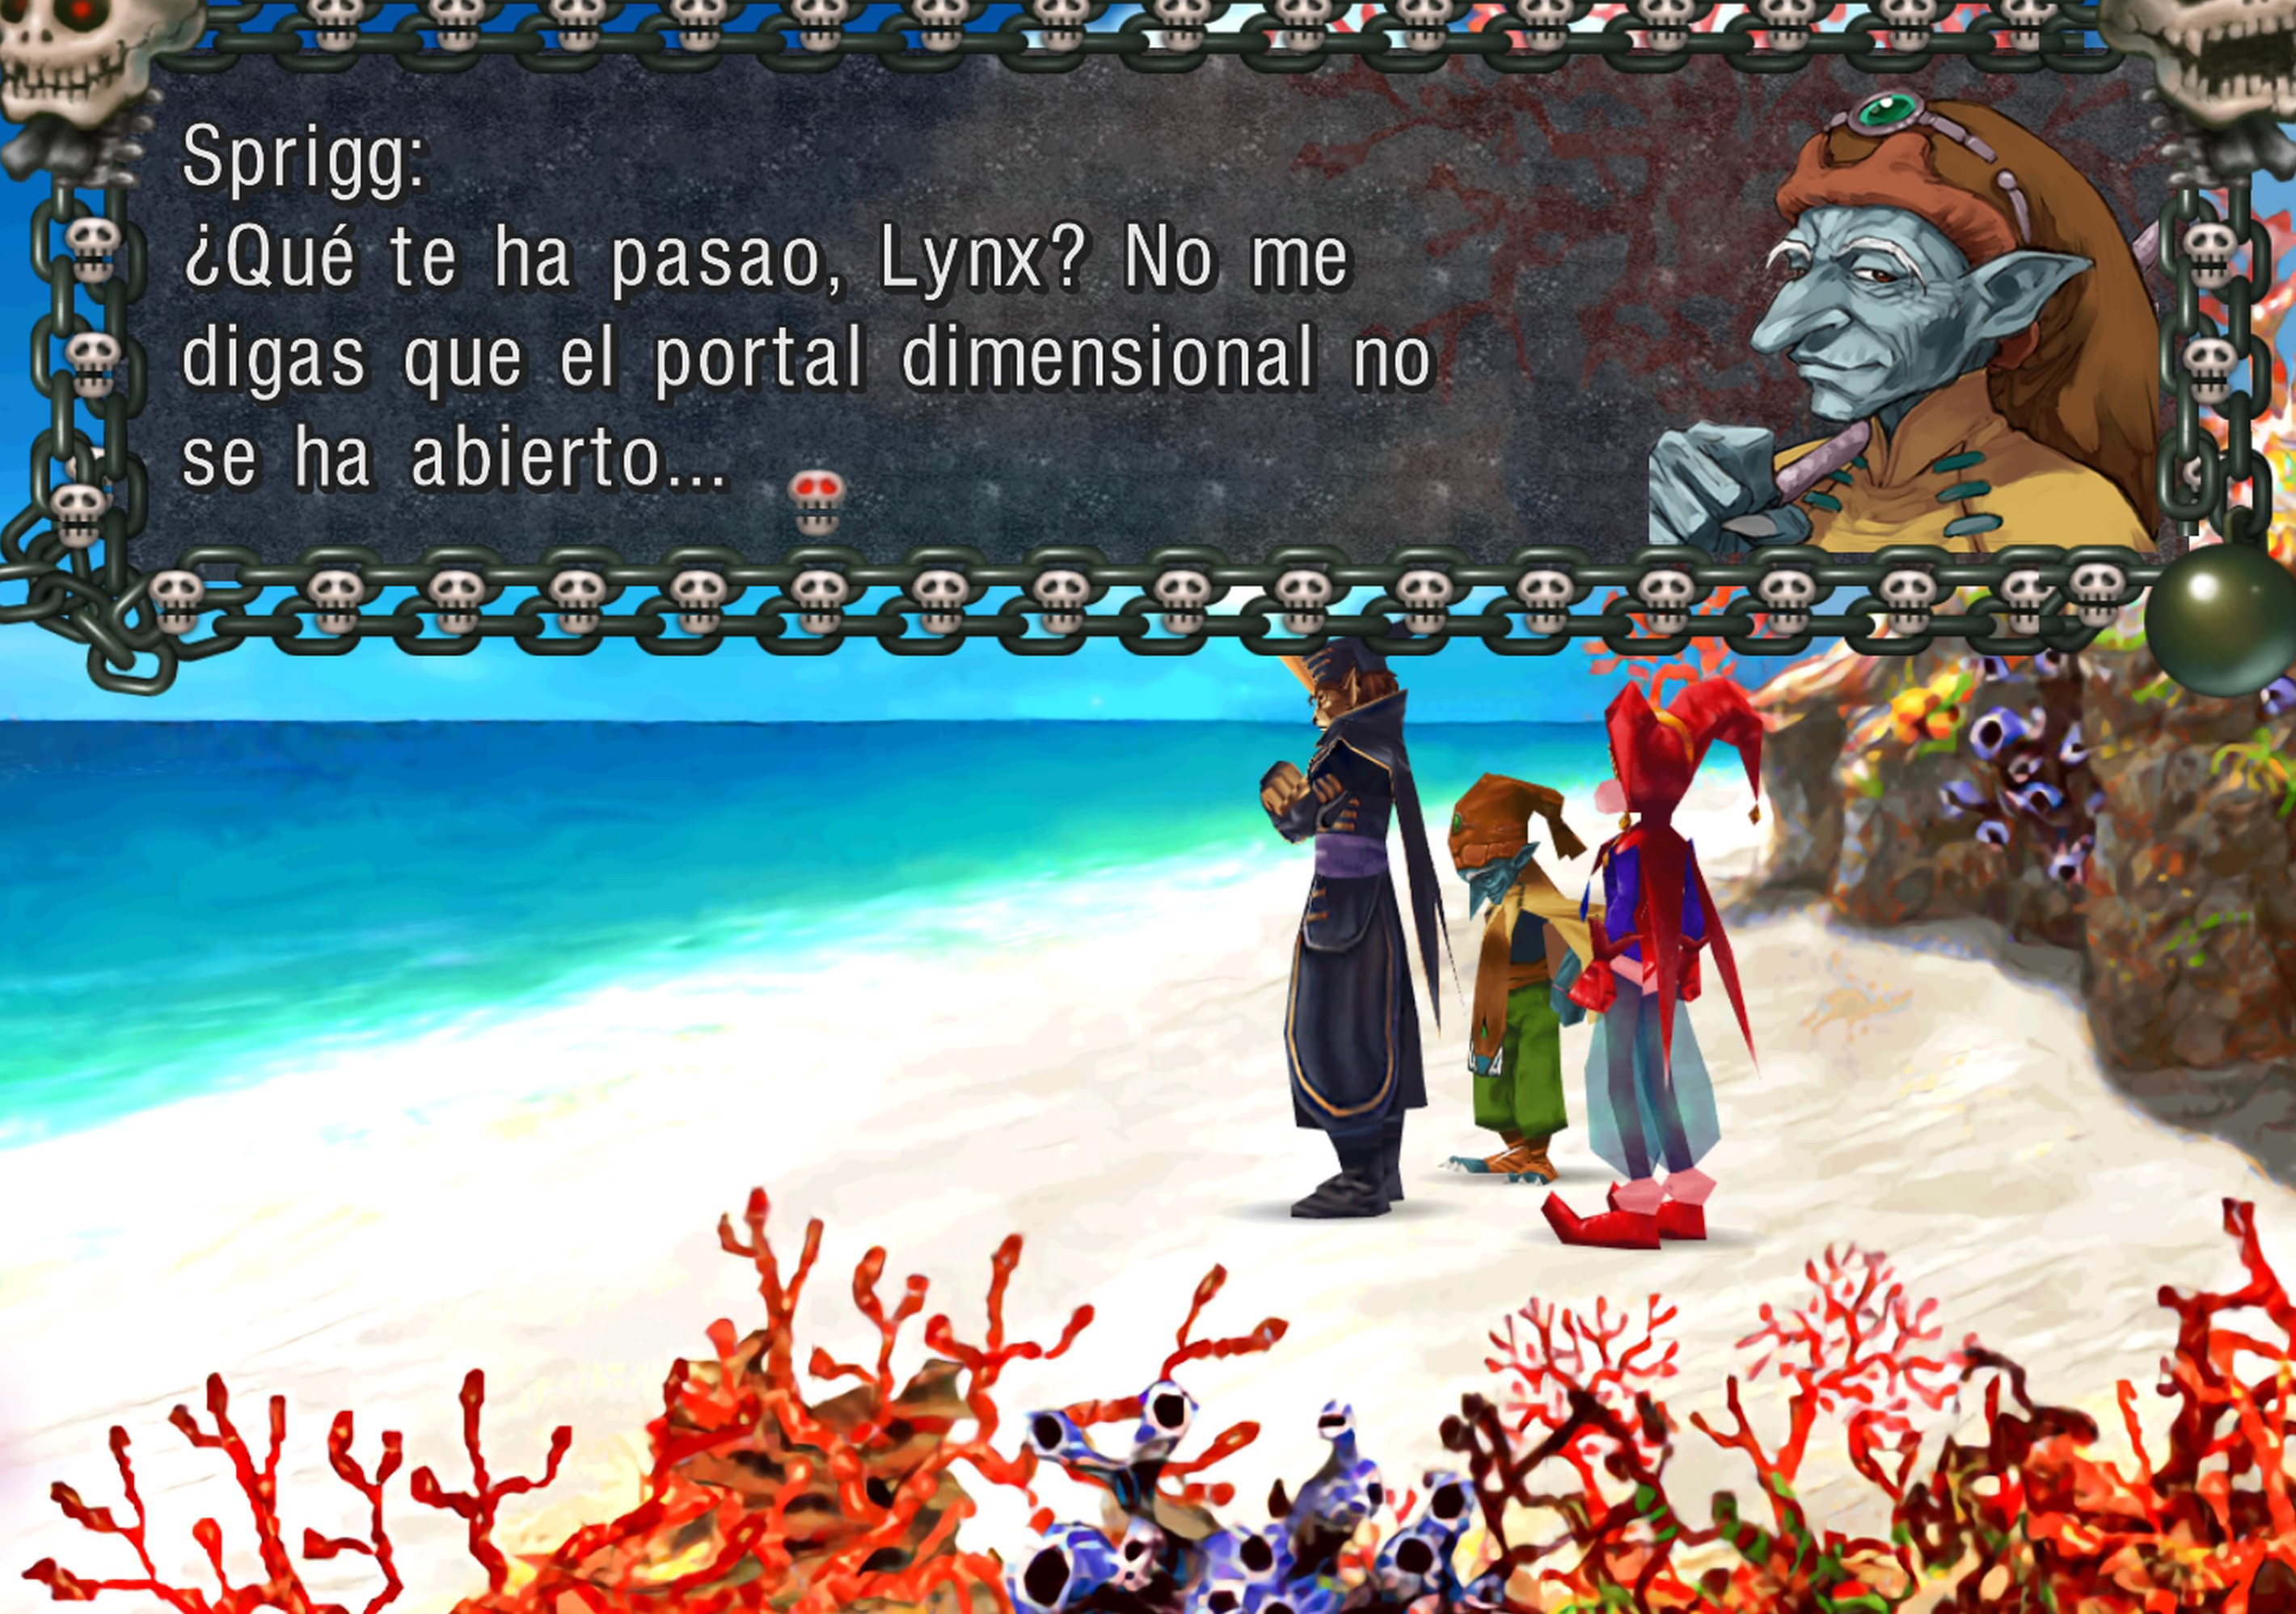 Sprigg:
¿Qué te ha pasao, Lynx? No me
digas que el portal dimensional no
se ha abierto...